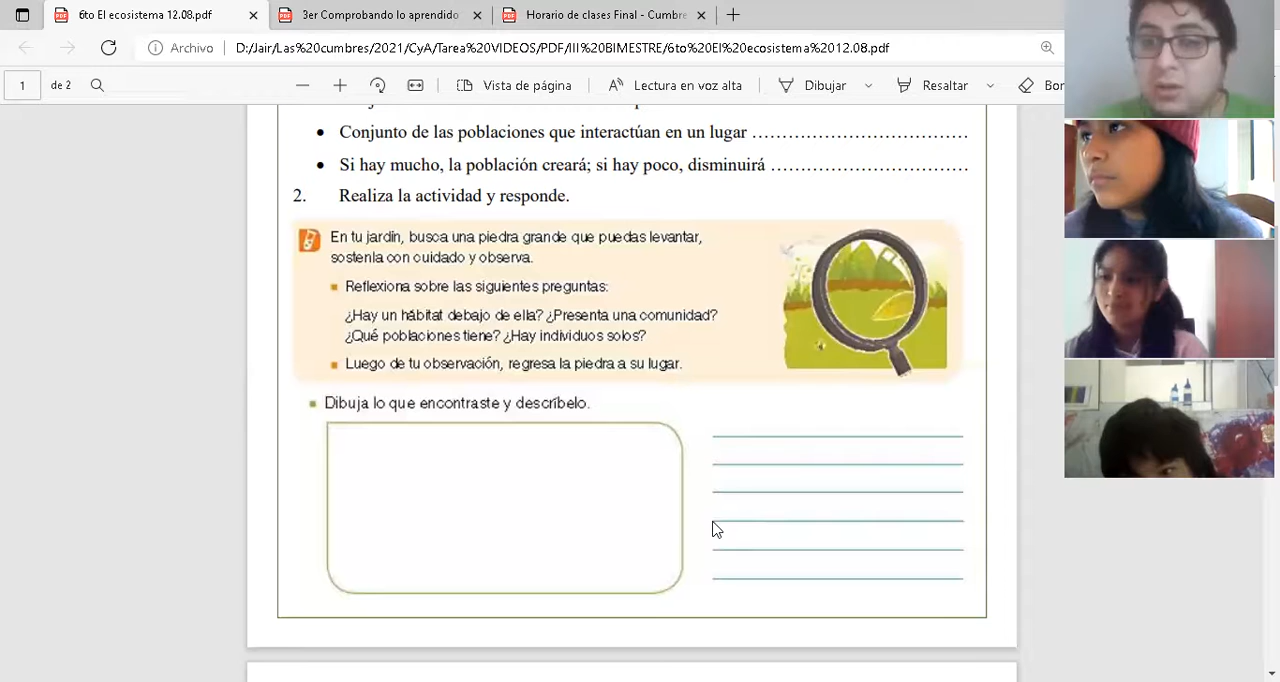 6to El ecosistema 12.08.pdf
3er Comprobando lo aprendido
Horario de clases Final - Cumbre
Archivo
D:/Jair/Las%20cumbres/2021/CyA/Tarea%20VIDEOS/PDF/III%20BIMESTRE/6to%20El%20ecosistema%2012.08.pdf
1 de 2
Vista de página
Lectura en voz alta
Dibujar
Resaltar
Bor
• Conjunto de las poblaciones que interactúan en un lugar ....................................
• Si hay mucho, la población creará; si hay poco, disminuirá .................................
2. Realiza la actividad y responde.
En tu jardín, busca una piedra grande que puedas levantar,
sostenla con cuidado y observa.
Reflexiona sobre las siguientes preguntas:
¿Hay un hábitat debajo de ella? ¿Presenta una comunidad?
¿Qué poblaciones tiene? ¿Hay individuos solos?
Luego de tu observación, regresa la piedra a su lugar.
Dibuja lo que encontraste y descríbelo.